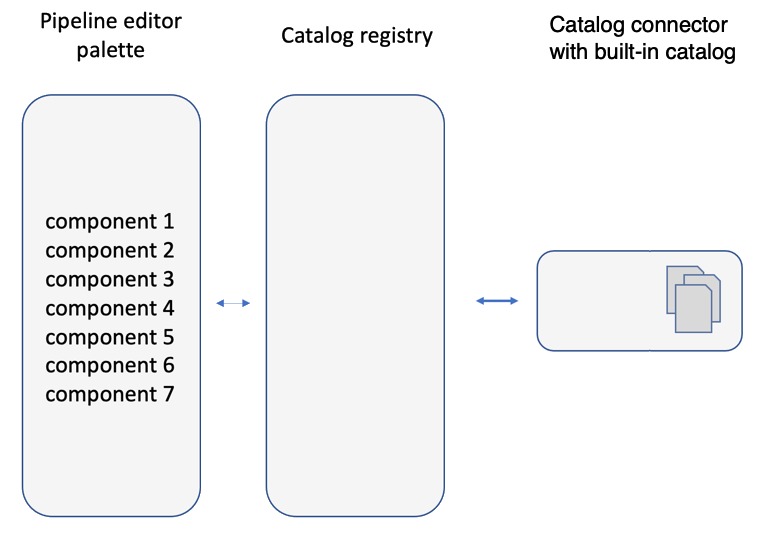 Pipeline editor
palette
Catalog registry
Catalog connector
with built-in catalog
component 1
component 2
component 3
component 4
component 5
component 6
component 7